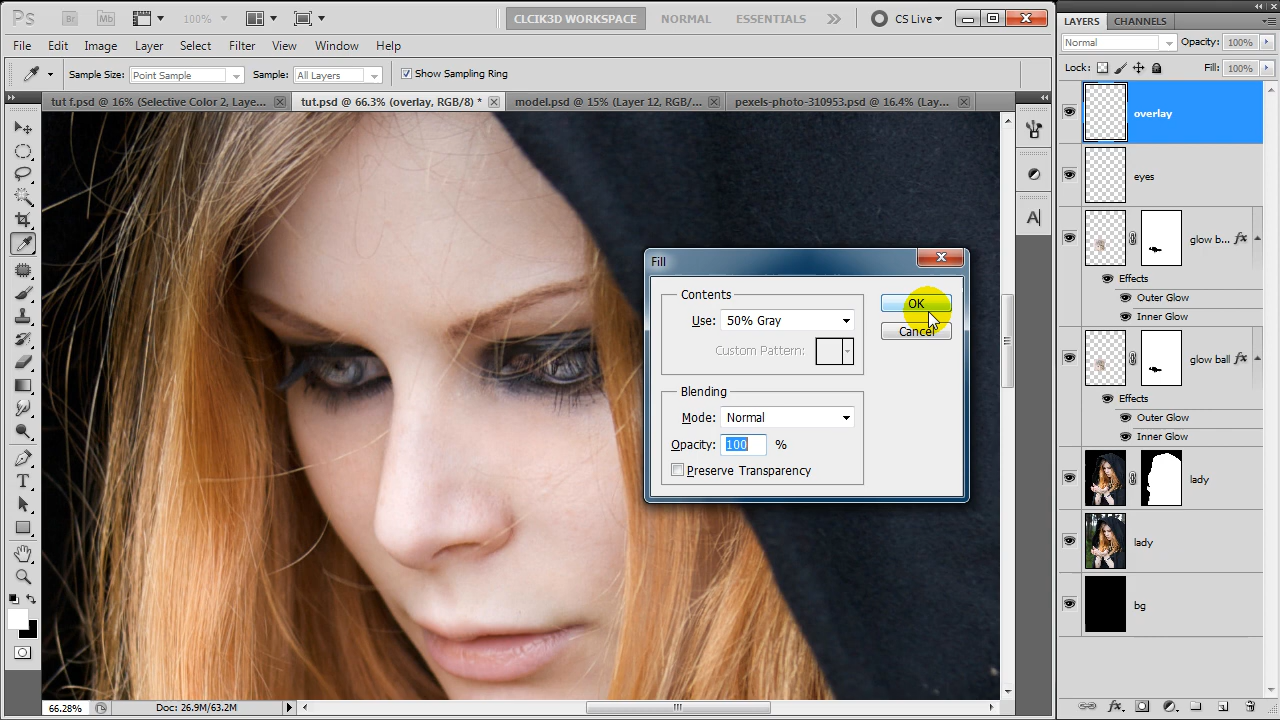 Ps Br Mb 100% CLCIK3D WORKSPACE NORMAL ESSENTIALS CS Live
File Edit Image Layer Select Filter View Window Help
Sample Size: Point Sample Sample: All Layers Show Sampling Ring
tut f.psd @ 16% (Selective Color 2, Laye... tut.psd @ 66.3% (overlay, RGB/8) * model.psd @ 15% (Layer 12, RGB/... pexels-photo-310953.psd @ 16.4% (Lay...
Fill
Contents
OK
Use: 50% Gray
Cancel
Custom Pattern:
Blending
Mode: Normal
Opacity: 100 %
Preserve Transparency
66.28% Doc: 26.9M/63.2M
LAYERS CHANNELS
Normal Opacity: 100%
Lock: Fill: 100%
overlay
eyes
glow b... fx
Effects
Outer Glow
Inner Glow
glow ball fx
Effects
Outer Glow
Inner Glow
lady
lady
bg